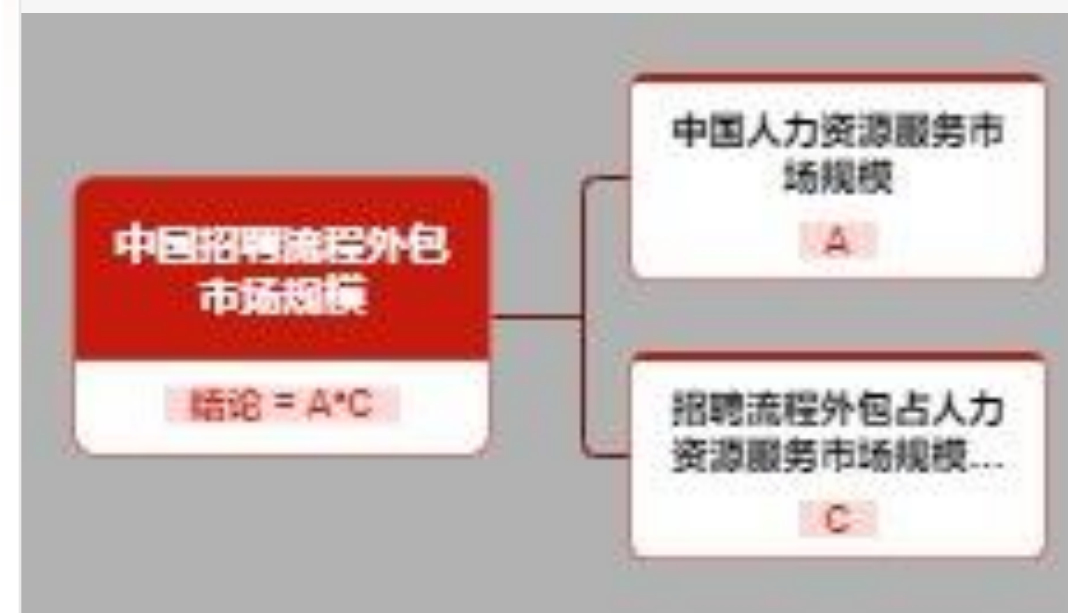 中国招聘流程外包
市场规模
结论 = A*C
中国人力资源服务市
场规模
A
招聘流程外包占人力
资源服务市场规模...
C